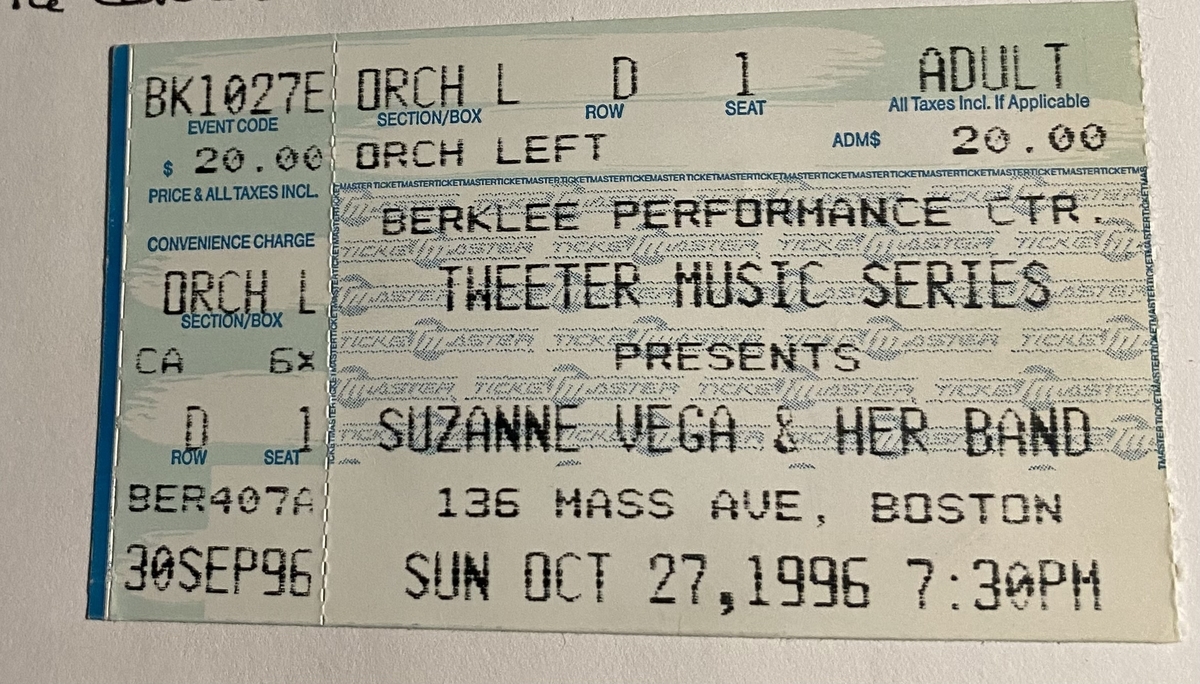 BK1027E
EVENT CODE
$ 20.00
PRICE & ALL TAXES INCL.
CONVENIENCE CHARGE
ORCH L
SECTION/BOX
CA 6x
D 1
ROW SEAT
BER407A
30SEP96
ORCH L D 1 ADULT
SECTION/BOX ROW SEAT All Taxes Incl. If Applicable
ORCH LEFT ADM$ 20.00
BERKLEE PERFORMANCE CTR.
TWEETER MUSIC SERIES
PRESENTS
SUZANNE VEGA & HER BAND
136 MASS AVE, BOSTON
SUN OCT 27,1996 7:30PM